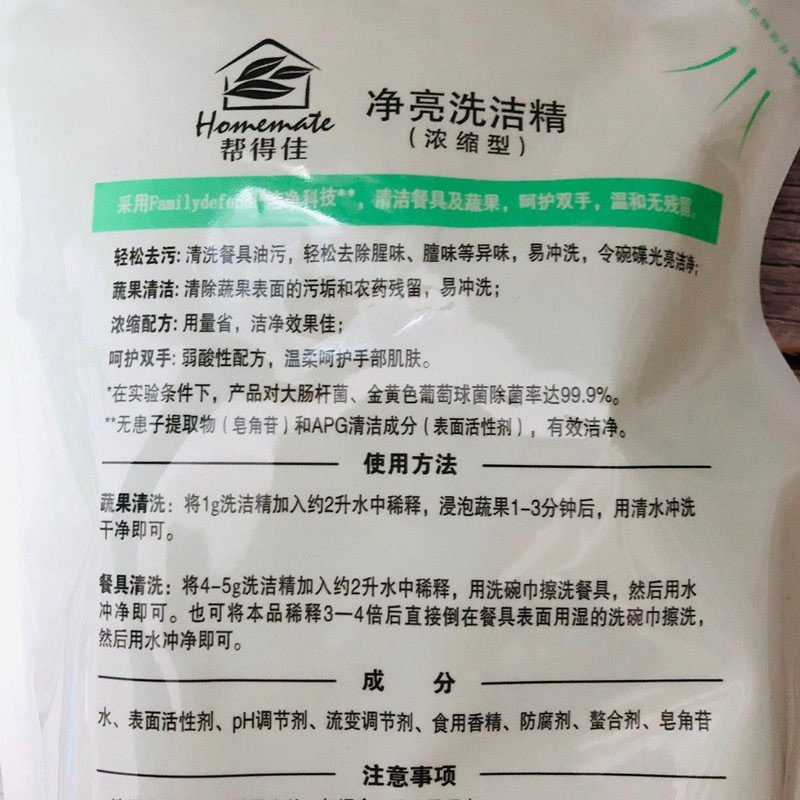 Homemate
帮得佳
净亮洗洁精
（浓缩型）
采用Familydefens 洁净科技**，清洁餐具及蔬果，呵护双手，温和无残留。
轻松去污：清洗餐具油污，轻松去除腥味、膻味等异味，易冲洗，令碗碟光亮洁净；
蔬果清洁：清除蔬果表面的污垢和农药残留，易冲洗；
浓缩配方：用量省，洁净效果佳；
呵护双手：弱酸性配方，温柔呵护手部肌肤。
*在实验条件下，产品对大肠杆菌、金黄色葡萄球菌除菌率达99.9%。
**无患子提取物（皂角苷）和APG清洁成分（表面活性剂），有效洁净。
使用方法
蔬果清洗：将1g洗洁精加入约2升水中稀释，浸泡蔬果1-3分钟后，用清水冲洗
干净即可。
餐具清洗：将4-5g洗洁精加入约2升水中稀释，用洗碗巾擦洗餐具，然后用水
冲净即可。也可将本品稀释3—4倍后直接倒在餐具表面用湿的洗碗巾擦洗，
然后用水冲净即可。
成 分
水、表面活性剂、pH调节剂、流变调节剂、食用香精、防腐剂、螯合剂、皂角苷
注意事项